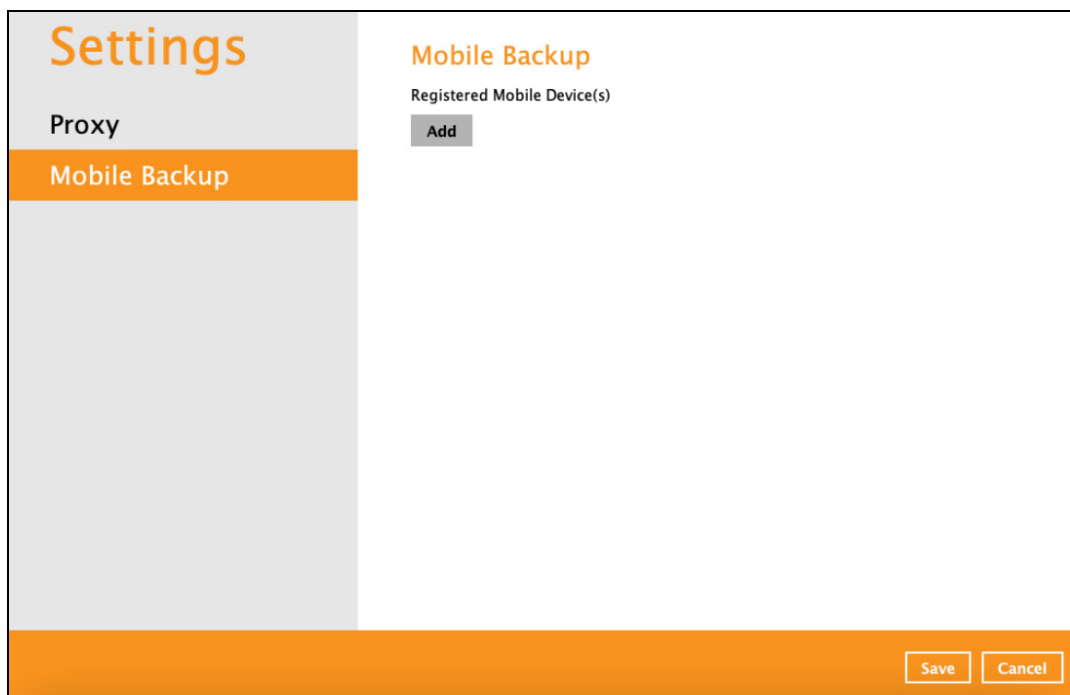 Settings
Proxy
Mobile Backup
Mobile Backup
Registered Mobile Device(s)
Add
Save
Cancel